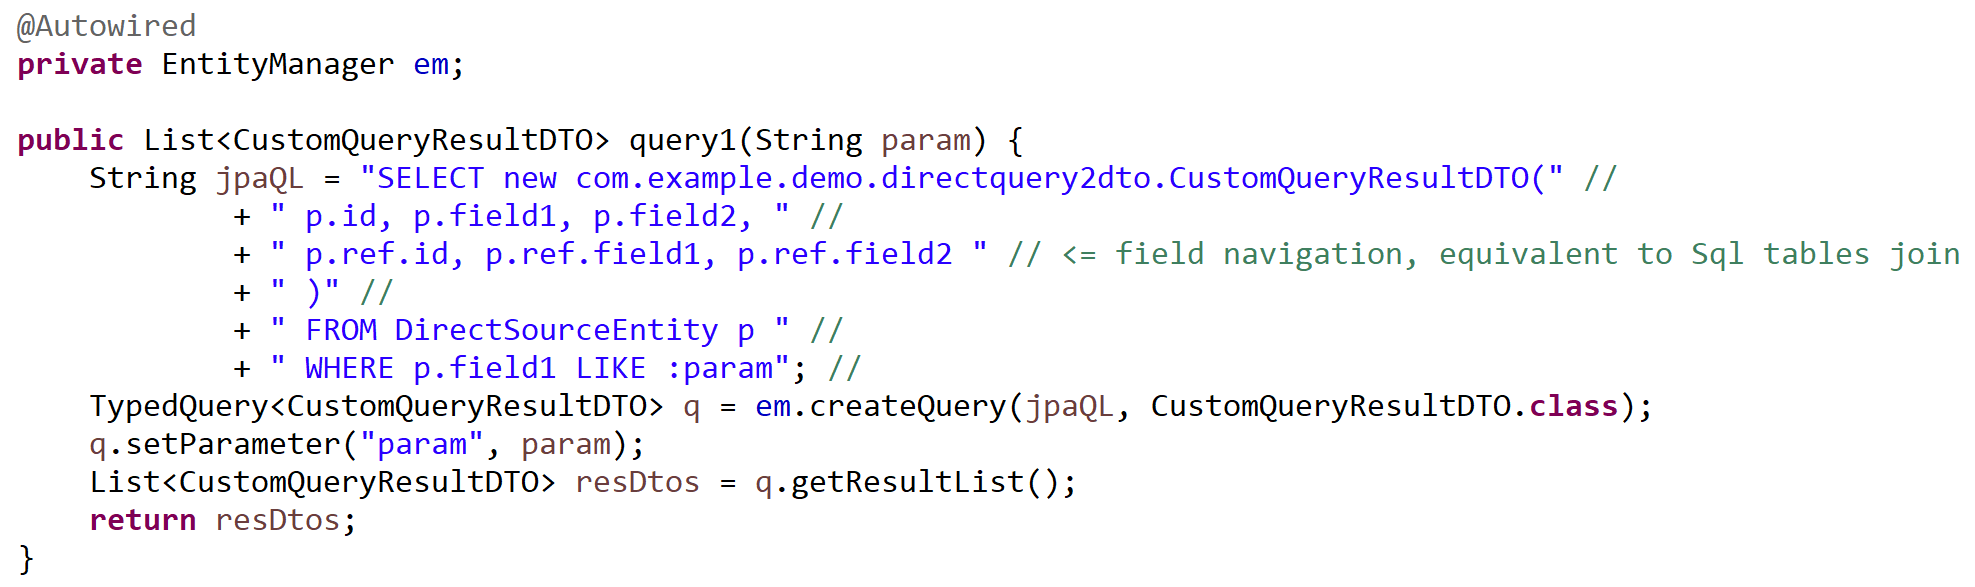 @Autowired
private EntityManager em;

public List<CustomQueryResultDTO> query1(String param) {
    String jpaQL = "SELECT new com.example.demo.directquery2dto.CustomQueryResultDTO(" //
            + " p.id, p.field1, p.field2, " //
            + " p.ref.id, p.ref.field1, p.ref.field2 " // <= field navigation, equivalent to Sql tables join
            + " )" //
            + " FROM DirectSourceEntity p " //
            + " WHERE p.field1 LIKE :param"; //
    TypedQuery<CustomQueryResultDTO> q = em.createQuery(jpaQL, CustomQueryResultDTO.class);
    q.setParameter("param", param);
    List<CustomQueryResultDTO> resDtos = q.getResultList();
    return resDtos;
}